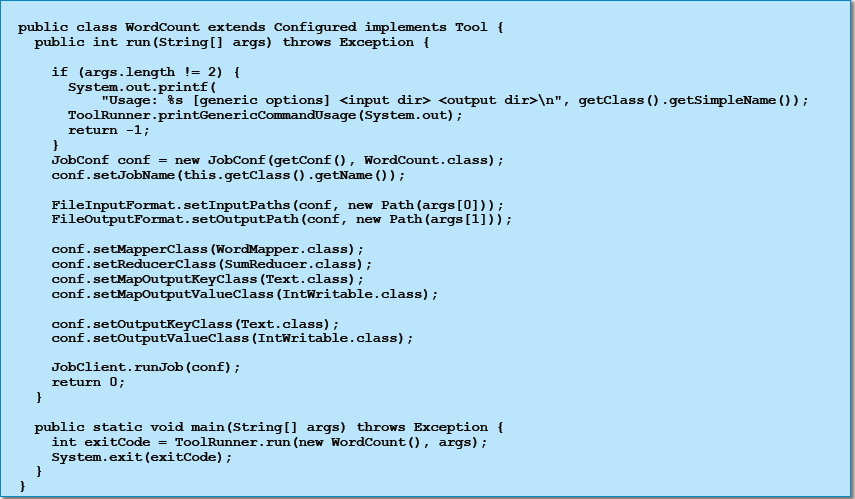 public class WordCount extends Configured implements Tool {
  public int run(String[] args) throws Exception {

    if (args.length != 2) {
      System.out.printf(
          "Usage: %s [generic options] <input dir> <output dir>\n", getClass().getSimpleName());
      ToolRunner.printGenericCommandUsage(System.out);
      return -1;
    }
    JobConf conf = new JobConf(getConf(), WordCount.class);
    conf.setJobName(this.getClass().getName());

    FileInputFormat.setInputPaths(conf, new Path(args[0]));
    FileOutputFormat.setOutputPath(conf, new Path(args[1]));

    conf.setMapperClass(WordMapper.class);
    conf.setReducerClass(SumReducer.class);
    conf.setMapOutputKeyClass(Text.class);
    conf.setMapOutputValueClass(IntWritable.class);

    conf.setOutputKeyClass(Text.class);
    conf.setOutputValueClass(IntWritable.class);

    JobClient.runJob(conf);
    return 0;
  }

  public static void main(String[] args) throws Exception {
    int exitCode = ToolRunner.run(new WordCount(), args);
    System.exit(exitCode);
  }
}